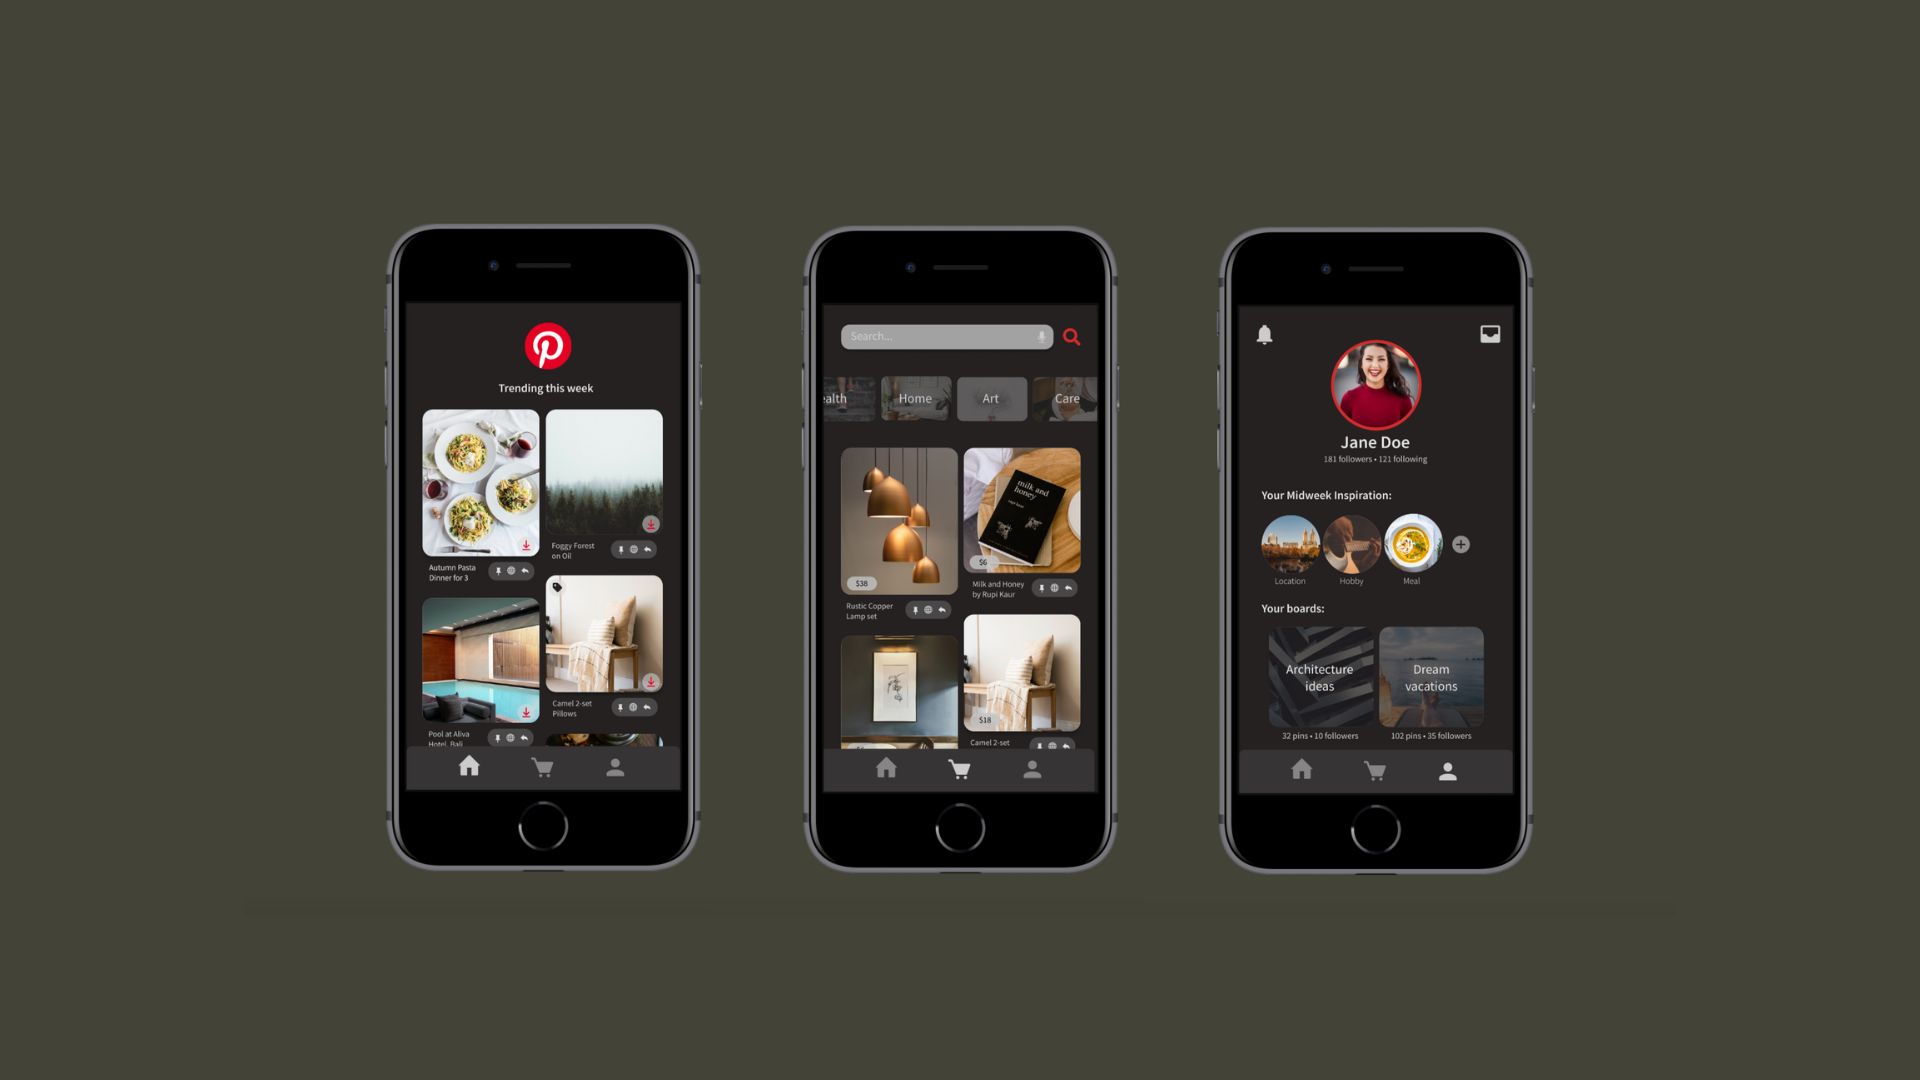 Trending this week
Autumn Pasta
Dinner for 3
Foggy Forest
on Oil
Pool at Aliva
Hotel, Bali
Camel 2-set
Pillows
Search...
ealth
Home
Art
Care
$38
Rustic Copper
Lamp set
milk and
honey
rupi kaur
$6
Milk and Honey
by Rupi Kaur
$18
Camel 2-set
Jane Doe
181 followers • 121 following
Your Midweek Inspiration:
Location
Hobby
Meal
Your boards:
Architecture
ideas
32 pins • 10 followers
Dream
vacations
102 pins • 35 followers